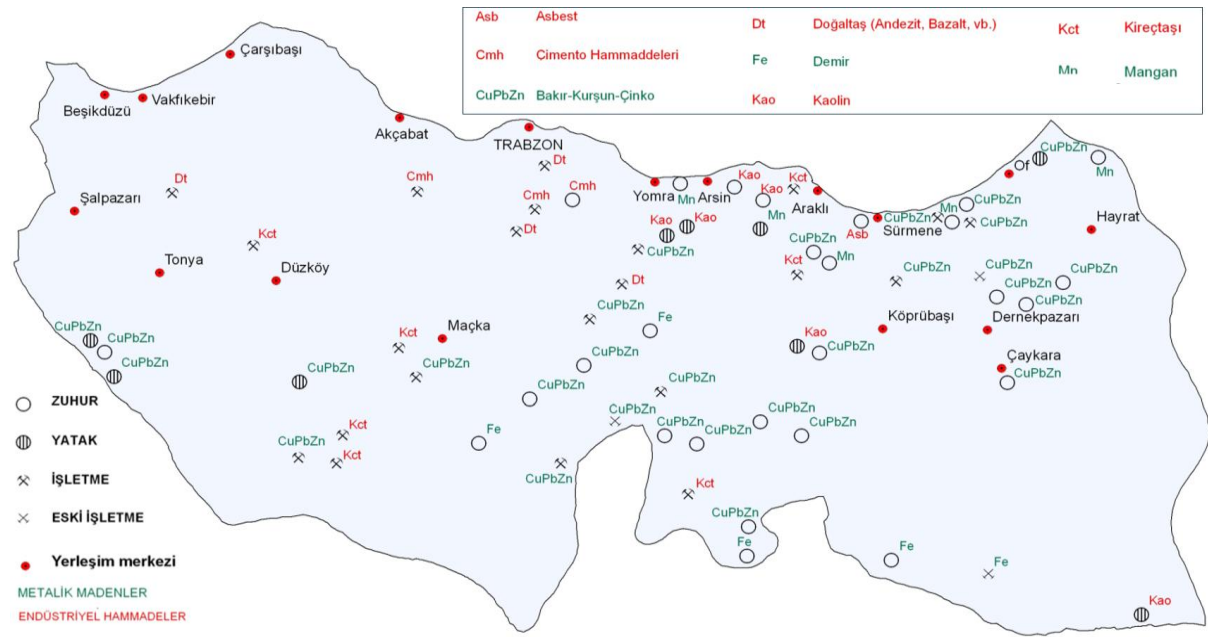 Asb Asbest Dt Doğaltaş (Andezit, Bazalt, vb.) Kct Kireçtaşı
Cmh Çimento Hammaddeleri Fe Demir Mn Mangan
CuPbZn Bakır-Kurşun-Çinko Kao Kaolin
Çarşıbaşı
Beşikdüzü
Vakfıkebir
Akçabat
TRABZON
Of
CuPbZn
Mn
Dt
Şalpazarı
Cmh
Dt
Cmh
Cmh
Dt
Yomra
Mn
Arsin
Kao
Kao
Kct
Araklı
Kao
Kao
Mn
Asb
CuPbZn
Sürmene
Mn
CuPbZn
CuPbZn
Hayrat
Kct
CuPbZn
CuPbZn
Mn
Tonya
Düzköy
Dt
Kct
CuPbZn
CuPbZn
CuPbZn
CuPbZn
CuPbZn
CuPbZn
Fe
Köprübaşı
Dernekpazarı
Maçka
Kct
Kao
CuPbZn
CuPbZn
CuPbZn
CuPbZn
Çaykara
CuPbZn
CuPbZn
CuPbZn
CuPbZn
CuPbZn
CuPbZn
CuPbZn
CuPbZn
CuPbZn
CuPbZn
CuPbZn
Fe
Kct
CuPbZn
Kct
CuPbZn
Kct
CuPbZn
Fe
Fe
Fe
Kao
ZUHUR
YATAK
İŞLETME
ESKİ İŞLETME
Yerleşim merkezi
METALİK MADENLER
ENDÜSTRİYEL HAMMADELER